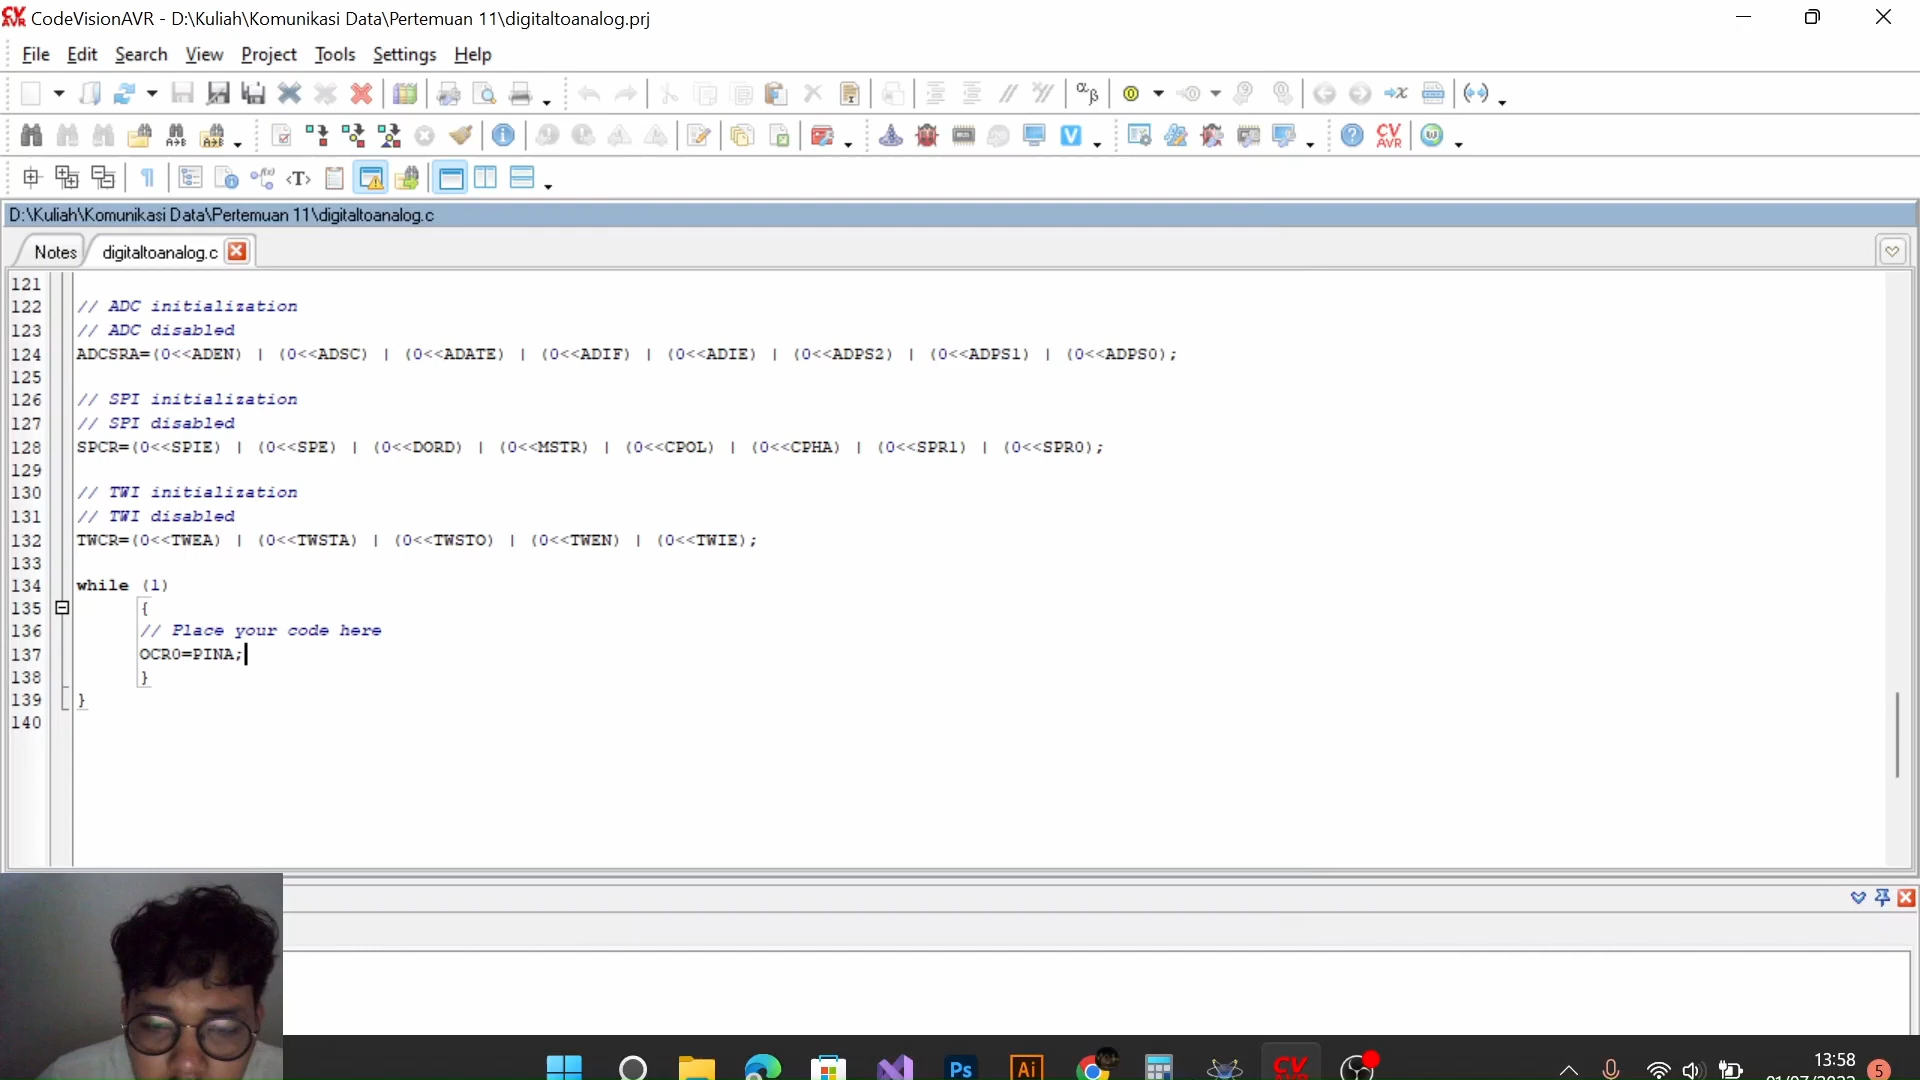 CodeVisionAVR - D:\Kuliah\Komunikasi Data\Pertemuan 11\digitaltoanalog.prj
File Edit Search View Project Tools Settings Help
D:\Kuliah\Komunikasi Data\Pertemuan 11\digitaltoanalog.c
Notes digitaltoanalog.c
121
122 // ADC initialization
123 // ADC disabled
124 ADCSRA=(0<<ADEN) | (0<<ADSC) | (0<<ADATE) | (0<<ADIF) | (0<<ADIE) | (0<<ADPS2) | (0<<ADPS1) | (0<<ADPS0);
125
126 // SPI initialization
127 // SPI disabled
128 SPCR=(0<<SPIE) | (0<<SPE) | (0<<DORD) | (0<<MSTR) | (0<<CPOL) | (0<<CPHA) | (0<<SPR1) | (0<<SPR0);
129
130 // TWI initialization
131 // TWI disabled
132 TWCR=(0<<TWEA) | (0<<TWSTA) | (0<<TWSTO) | (0<<TWEN) | (0<<TWIE);
133
134 while (1)
135 {
136 // Place your code here
137 OCR0=PINA;
138 }
139 }
140
Ps Ai CV
13:58
5